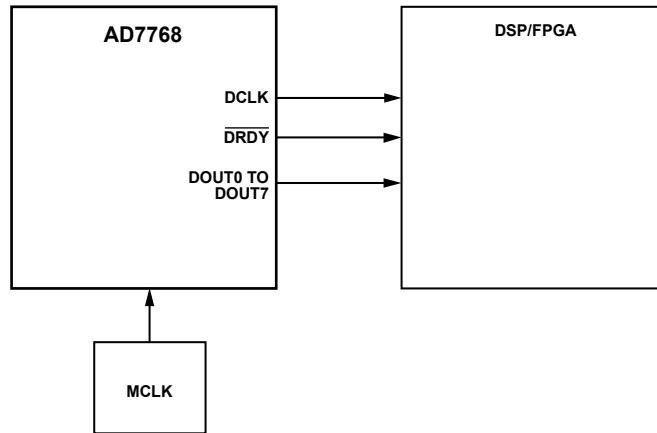 AD7768
DSP/FPGA
DCLK
DRDY
DOUT0 TO
DOUT7
MCLK